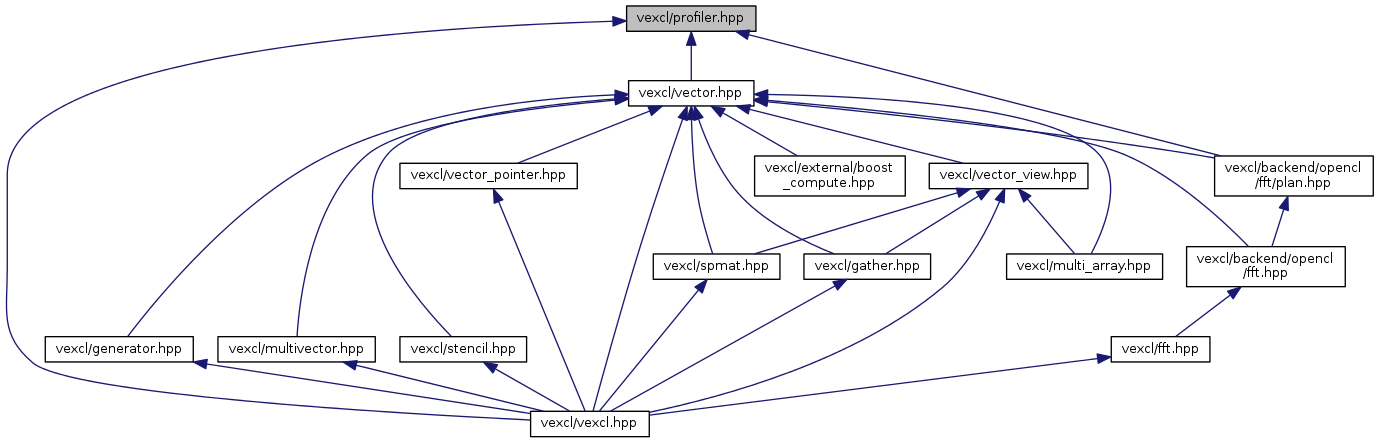 vexcl/profiler.hpp
vexcl/vector.hpp
vexcl/vector_pointer.hpp
vexcl/external/boost
_compute.hpp
vexcl/vector_view.hpp
vexcl/backend/opencl
/fft/plan.hpp
vexcl/spmat.hpp
vexcl/gather.hpp
vexcl/multi_array.hpp
vexcl/backend/opencl
/fft.hpp
vexcl/generator.hpp
vexcl/multivector.hpp
vexcl/stencil.hpp
vexcl/fft.hpp
vexcl/vexcl.hpp